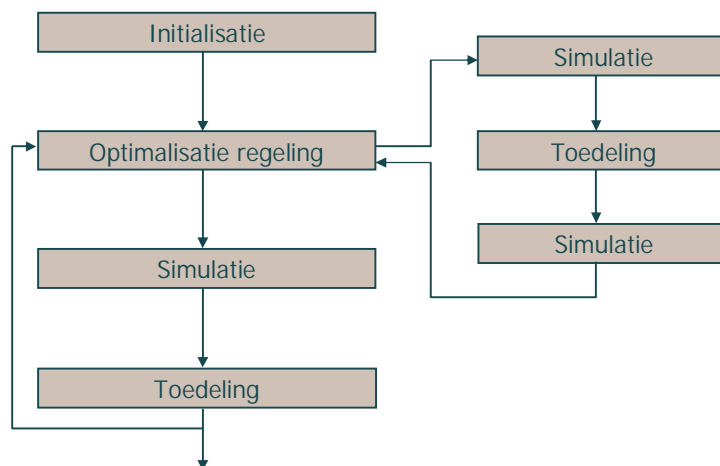 Initialisatie
Optimalisatie regeling
Simulatie
Toedeling
Simulatie
Toedeling
Simulatie